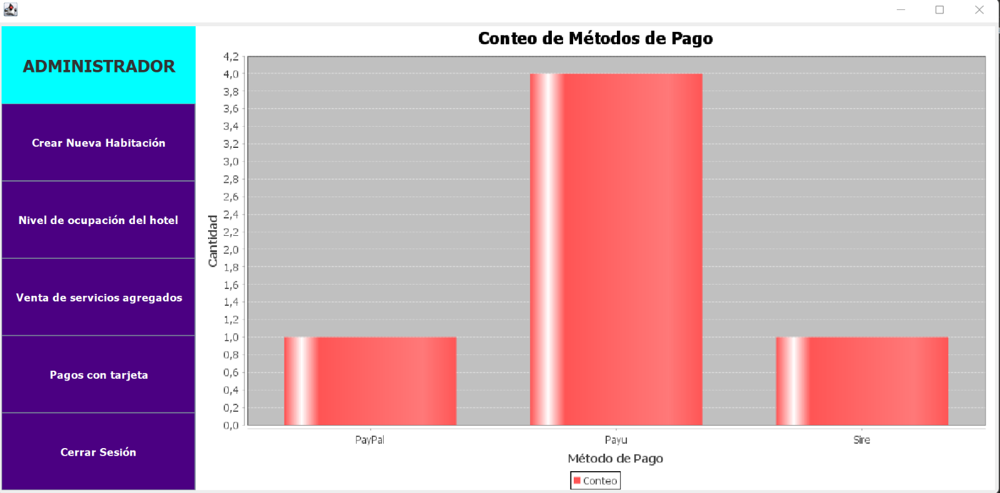 ADMINISTRADOR
Crear Nueva Habitación
Nivel de ocupación del hotel
Venta de servicios agregados
Pagos con tarjeta
Cerrar Sesión
Conteo de Métodos de Pago
Cantidad
4,2
4,0
3,8
3,6
3,4
3,2
3,0
2,8
2,6
2,4
2,2
2,0
1,8
1,6
1,4
1,2
1,0
0,8
0,6
0,4
0,2
0,0
PayPal Payu Sire
Método de Pago
Conteo